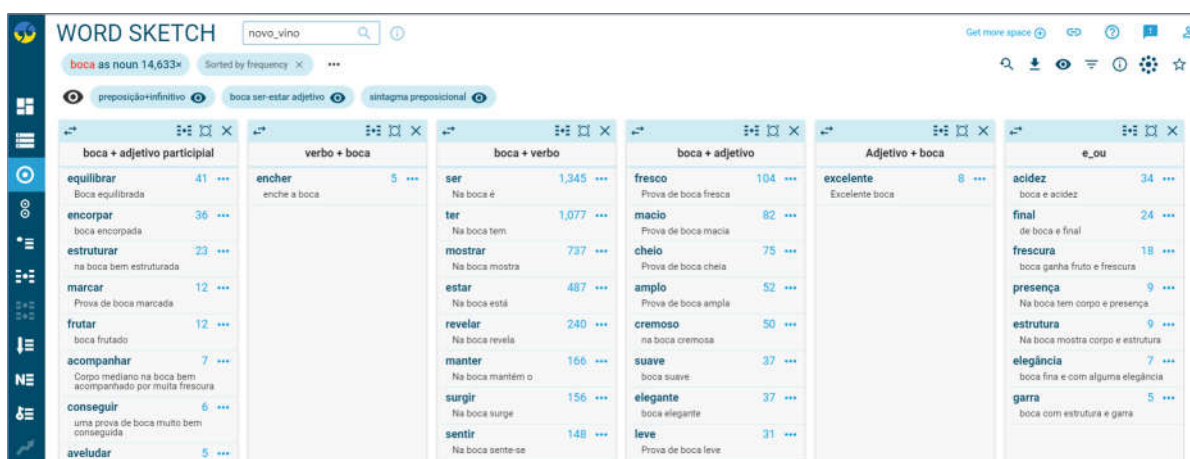 WORD SKETCH
novo_vino
Get more space
boca as noun 14,633×
Sorted by frequency ×
preposição+infinitivo
boca ser-estar adjetivo
sintagma preposicional
boca + adjetivo participial
equilibrar 41
Boca equilibrada
encorpar 36
boca encorpada
estruturar 23
na boca bem estruturada
marcar 12
Prova de boca marcada
frutar 12
boca frutado
acompanhar 7
Corpo mediano na boca bem
acompanhado por muita frescura
conseguir 6
uma prova de boca muito bem
conseguida
aveludar 5
verbo + boca
encher 5
enche a boca
boca + verbo
ser 1,345
Na boca é
ter 1,077
Na boca tem
mostrar 737
Na boca mostra
estar 487
Na boca está
revelar 240
Na boca revela
manter 166
Na boca mantém o
surgir 156
Na boca surge
sentir 148
Na boca sente-se
boca + adjetivo
fresco 104
Prova de boca fresca
macio 82
Prova de boca macia
cheio 75
Prova de boca cheia
amplo 52
Prova de boca ampla
cremoso 50
na boca cremosa
suave 37
boca suave
elegante 37
boca elegante
leve 31
Prova de boca leve
Adjetivo + boca
excelente 8
Excelente boca
e_ou
acidez 34
boca e acidez
final 24
de boca e final
frescura 18
boca ganha fruto e frescura
presença 9
Na boca tem corpo e presença
estrutura 9
Na boca mostra corpo e estrutura
elegância 7
boca fina e com alguma elegância
garra 5
boca com estrutura e garra